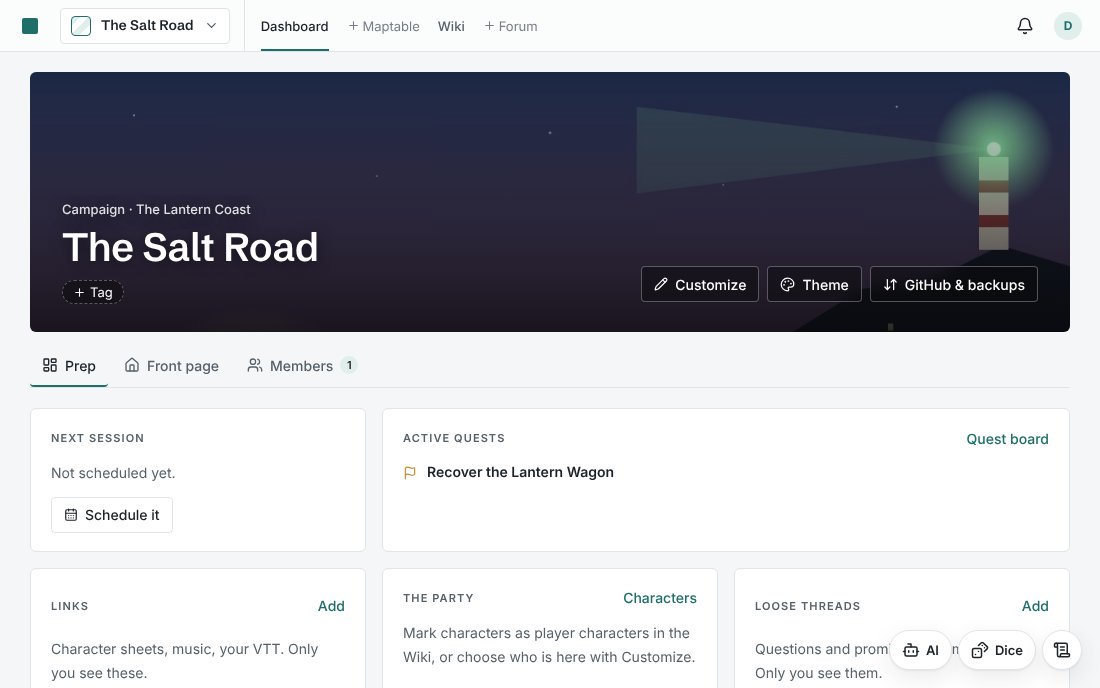 The Salt Road
Dashboard
+ Maptable
Wiki
+ Forum
D
Campaign · The Lantern Coast
The Salt Road
+ Tag
Customize
Theme
GitHub & backups
Prep
Front page
Members 1
NEXT SESSION
Not scheduled yet.
Schedule it
ACTIVE QUESTS
Quest board
Recover the Lantern Wagon
LINKS
Add
Character sheets, music, your VTT. Only
you see these.
THE PARTY
Characters
Mark characters as player characters in the
Wiki, or choose who is here with Customize.
LOOSE THREADS
Add
Questions and
Only you see them.
AI
Dice